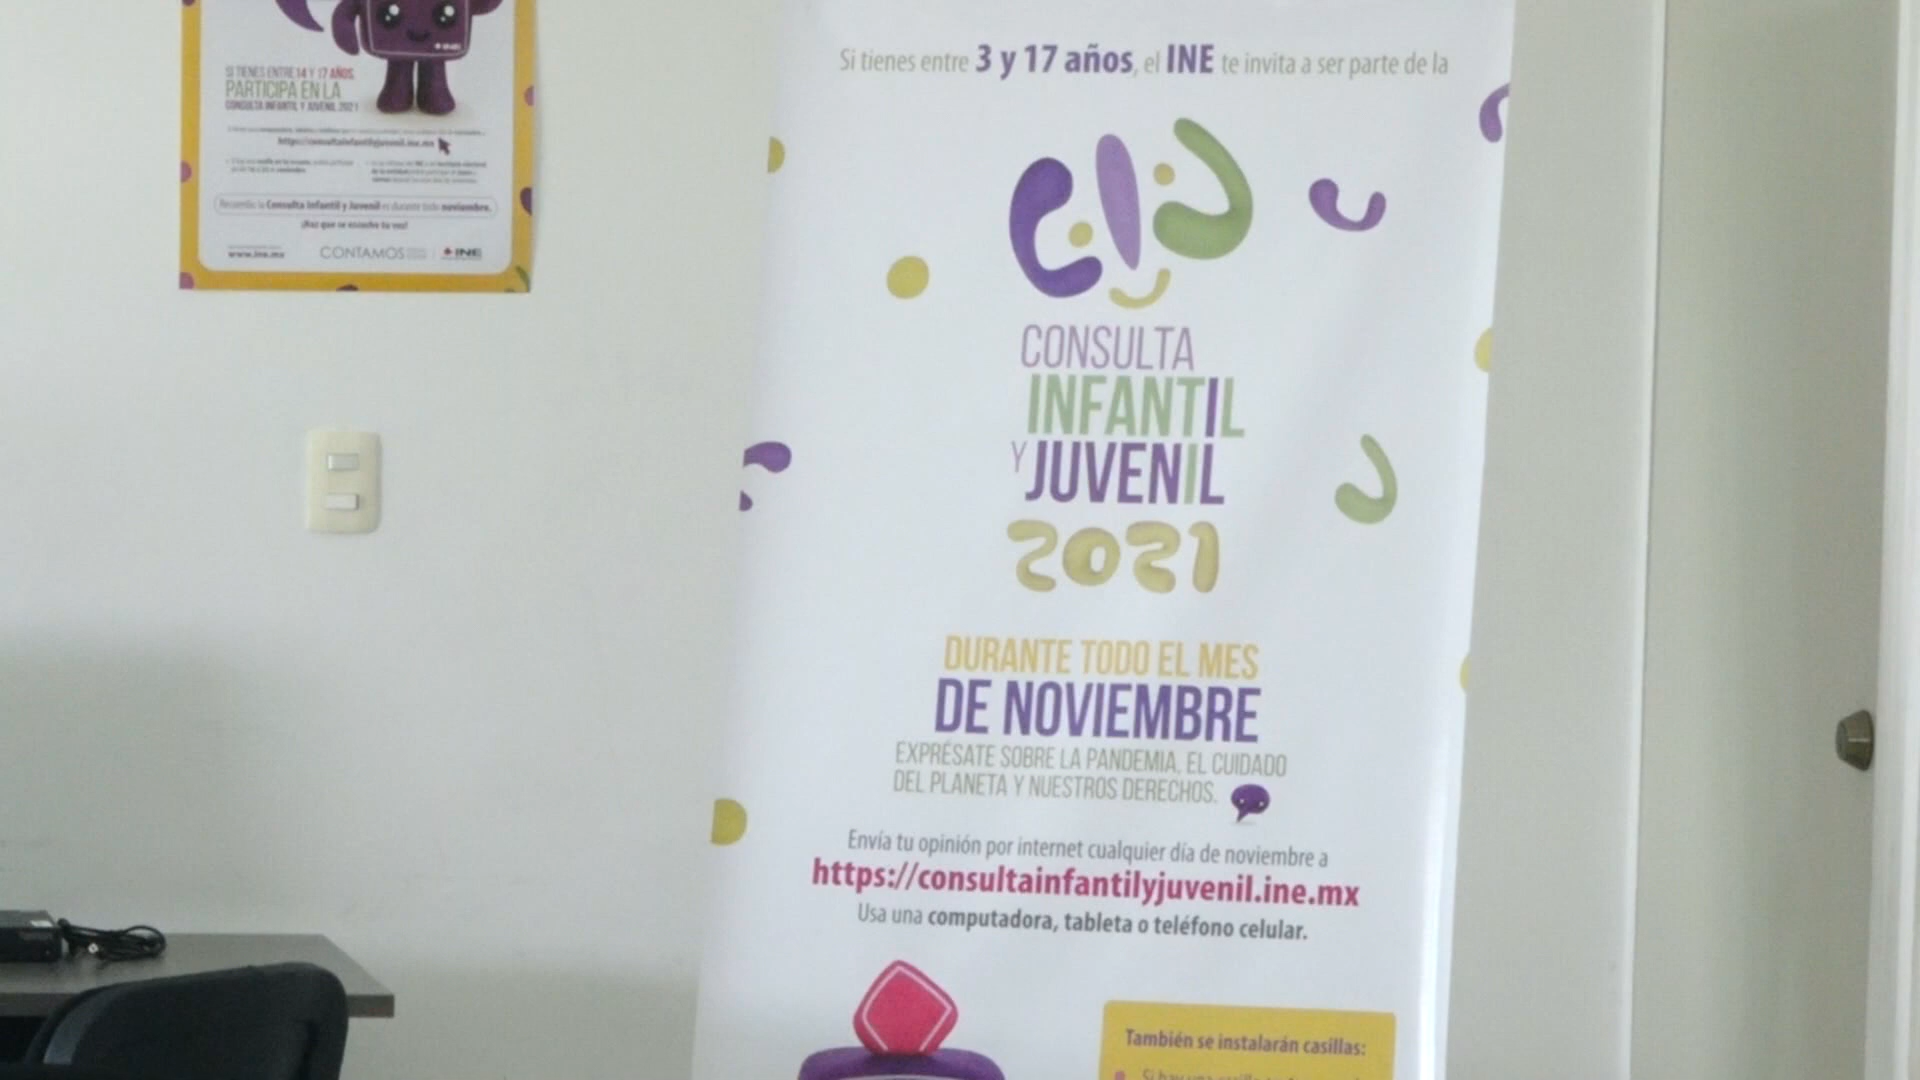 INE
SI TIENES ENTRE 14 Y 17 AÑOS,
PARTICIPA EN LA
CONSULTA INFANTIL Y JUVENIL 2021
https://consultainfantilyjuvenil.ine.mx
Recuerda: la Consulta Infantil y Juvenil es durante todo noviembre.
¡Haz que se escuche tu voz!
www.ine.mx
CONTAMOS
INE
Si tienes entre 3 y 17 años, el INE te invita a ser parte de la
CONSULTA
INFANTIL
Y JUVENIL
2021
DURANTE TODO EL MES
DE NOVIEMBRE
EXPRÉSATE SOBRE LA PANDEMIA, EL CUIDADO
DEL PLANETA Y NUESTROS DERECHOS.
Envía tu opinión por internet cualquier día de noviembre a
https://consultainfantilyjuvenil.ine.mx
Usa una computadora, tableta o teléfono celular.
También se instalarán casillas: